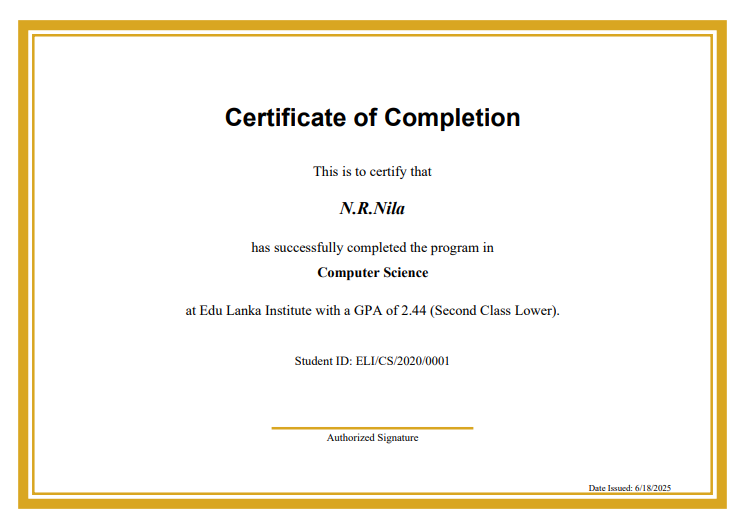 Certificate of Completion
This is to certify that
N.R.Nila
has successfully completed the program in
Computer Science
at Edu Lanka Institute with a GPA of 2.44 (Second Class Lower).
Student ID: ELI/CS/2020/0001
Authorized Signature
Date Issued: 6/18/2025